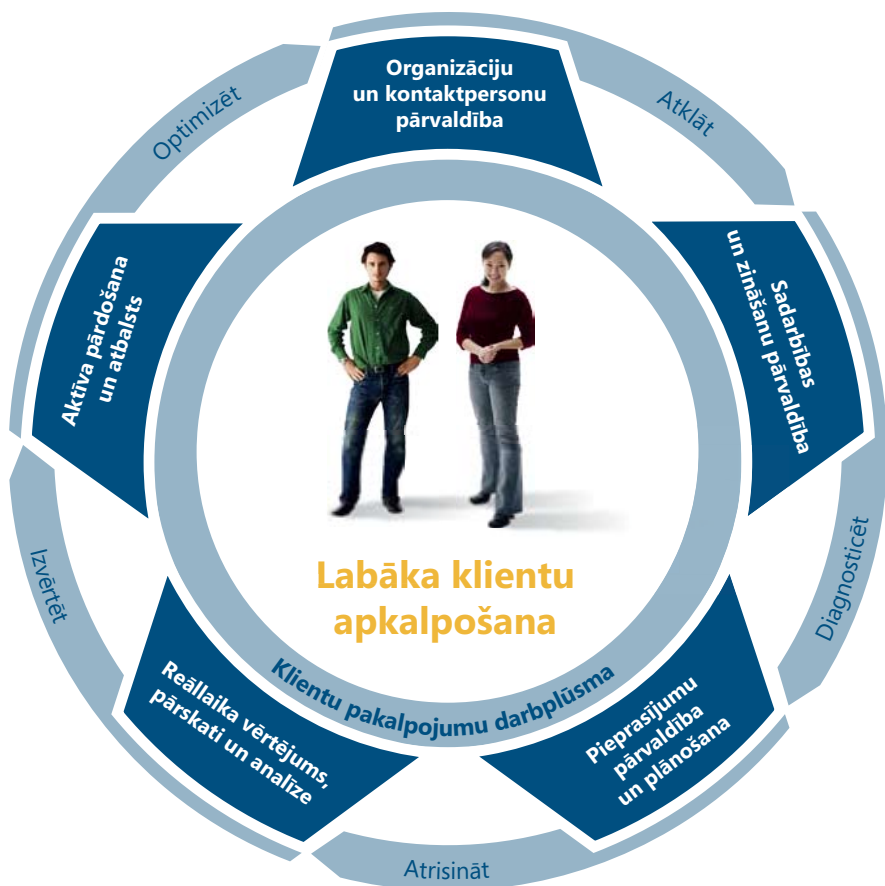 Organizāciju
un kontaktpersonu
pārvaldība
Atklāt
Sadarbības
un zināšanu pārvaldība
Diagnosticēt
Pieprasījumu
pārvaldība
un plānošana
Atrisināt
Reāllaika vērtējums,
pārskati un analīze
Izvērtēt
Aktīva pārdošana
un atbalsts
Optimizēt
Labāka klientu
apkalpošana
Klientu pakalpojumu darbplūsma